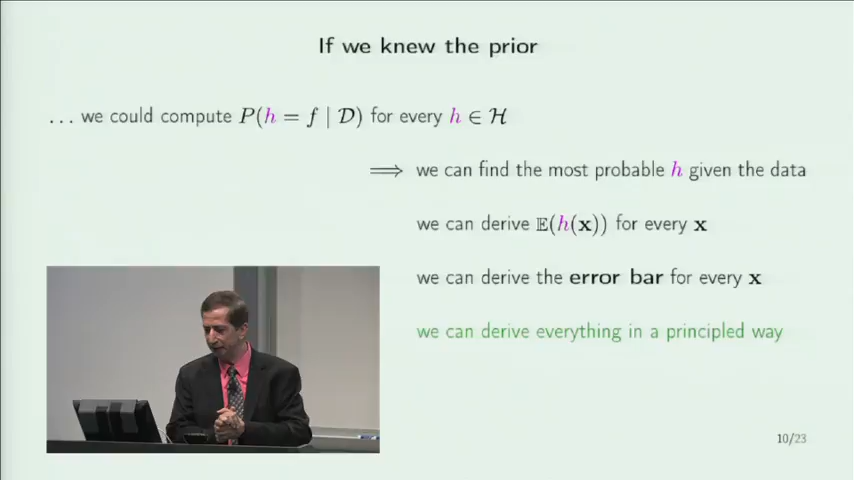 If we knew the prior
. . . we could compute P(h = f | 𝒟) for every h ∈ ℋ
⟹ we can find the most probable h given the data
we can derive 𝔼(h(x)) for every x
we can derive the error bar for every x
we can derive everything in a principled way
10/23